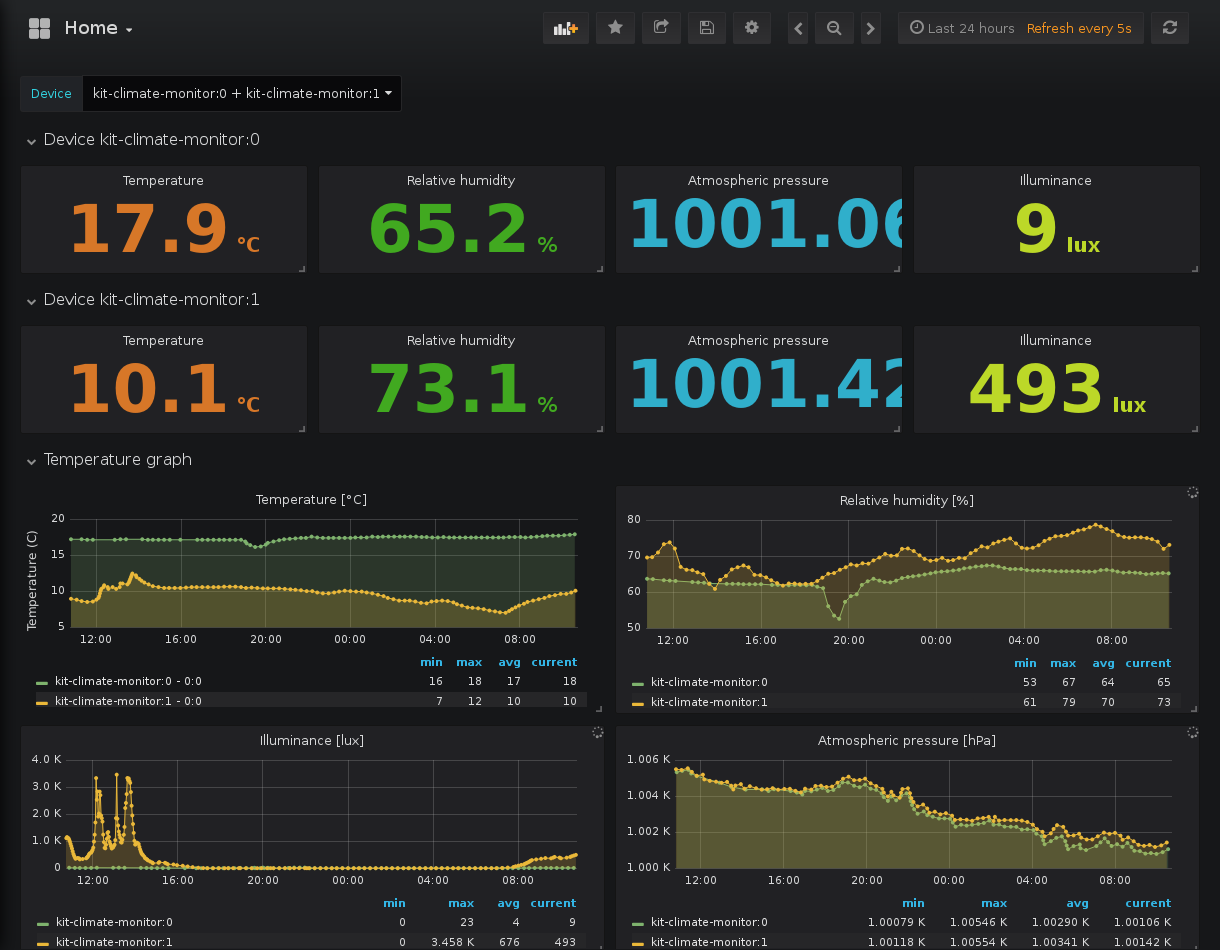 Home
Last 24 hours Refresh every 5s
Device kit-climate-monitor:0 + kit-climate-monitor:1
Device kit-climate-monitor:0
Temperature Relative humidity Atmospheric pressure Illuminance
17.9 °C 65.2 % 1001.06 9 lux
Device kit-climate-monitor:1
Temperature Relative humidity Atmospheric pressure Illuminance
10.1 °C 73.1 % 1001.42 493 lux
Temperature graph
Temperature [°C]
Temperature (C)
20
15
10
5
12:00 16:00 20:00 00:00 04:00 08:00
min max avg current
kit-climate-monitor:0 - 0:0 16 18 17 18
kit-climate-monitor:1 - 0:0 7 12 10 10
Relative humidity [%]
80
70
60
50
12:00 16:00 20:00 00:00 04:00 08:00
min max avg current
kit-climate-monitor:0 53 67 64 65
kit-climate-monitor:1 61 79 70 73
Illuminance [lux]
4.0 K
3.0 K
2.0 K
1.0 K
0
12:00 16:00 20:00 00:00 04:00 08:00
min max avg current
kit-climate-monitor:0 0 23 4 9
kit-climate-monitor:1 0 3.458 K 676 493
Atmospheric pressure [hPa]
1.006 K
1.004 K
1.002 K
1.000 K
12:00 16:00 20:00 00:00 04:00 08:00
min max avg current
kit-climate-monitor:0 1.00079 K 1.00546 K 1.00290 K 1.00106 K
kit-climate-monitor:1 1.00118 K 1.00554 K 1.00341 K 1.00142 K